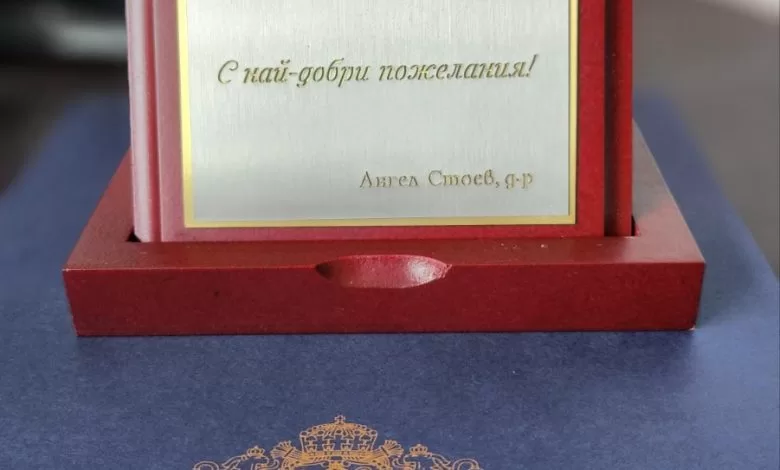 С най-добри пожелания!
Ангел Стоев, д-р